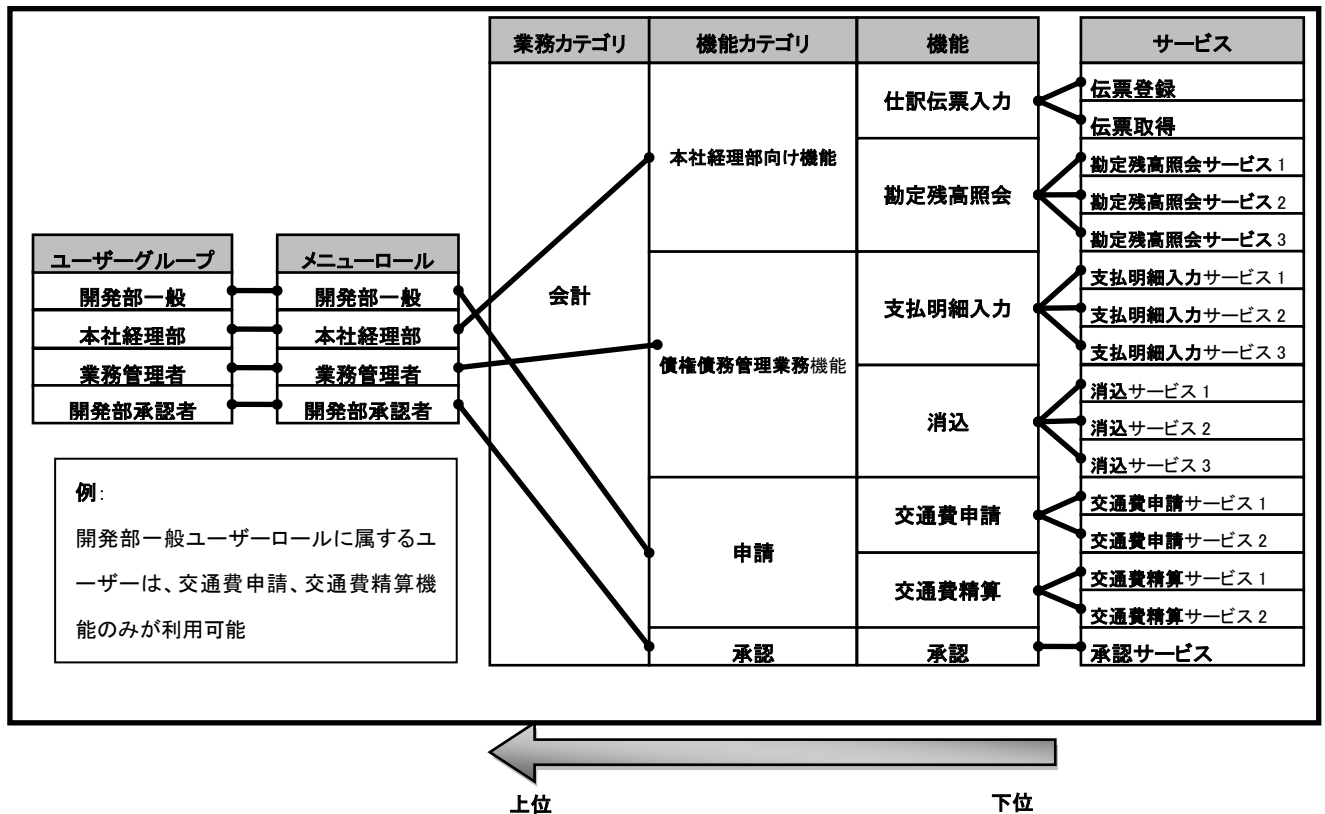 業務カテゴリ
機能カテゴリ
機能
サービス
会計
本社経理部向け機能
仕訳伝票入力
伝票登録
伝票取得
勘定残高照会
勘定残高照会サービス 1
勘定残高照会サービス 2
勘定残高照会サービス 3
債権債務管理業務機能
支払明細入力
支払明細入力サービス 1
支払明細入力サービス 2
支払明細入力サービス 3
消込
消込サービス 1
消込サービス 2
消込サービス 3
申請
交通費申請
交通費申請サービス 1
交通費申請サービス 2
交通費精算
交通費精算サービス 1
交通費精算サービス 2
承認
承認
承認サービス
ユーザーグループ
開発部一般
本社経理部
業務管理者
開発部承認者
メニューロール
開発部一般
本社経理部
業務管理者
開発部承認者
例:
開発部一般ユーザーロールに属するユ
ーザーは、交通費申請、交通費精算機
能のみが利用可能
上位
下位